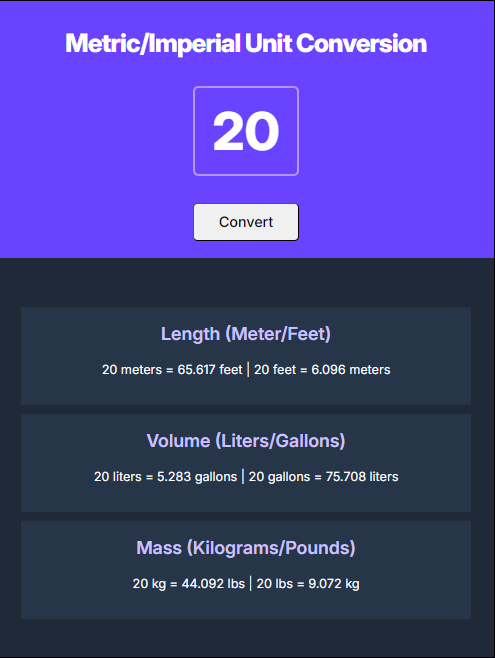 Metric/Imperial Unit Conversion
20
Convert
Length (Meter/Feet)
20 meters = 65.617 feet | 20 feet = 6.096 meters
Volume (Liters/Gallons)
20 liters = 5.283 gallons | 20 gallons = 75.708 liters
Mass (Kilograms/Pounds)
20 kg = 44.092 lbs | 20 lbs = 9.072 kg